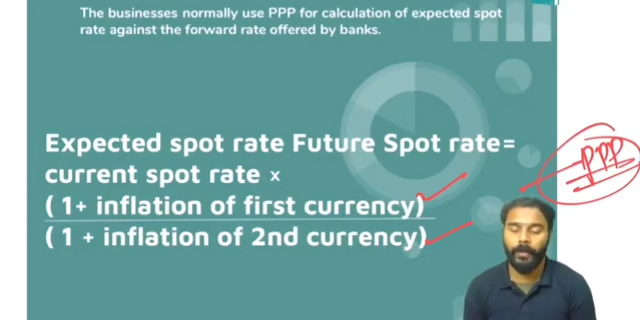 The businesses normally use PPP for calculation of expected spot
rate against the forward rate offered by banks.
Expected spot rate Future Spot rate=
current spot rate x
( 1+ inflation of first currency)
( 1 + inflation of 2nd currency)
PPP